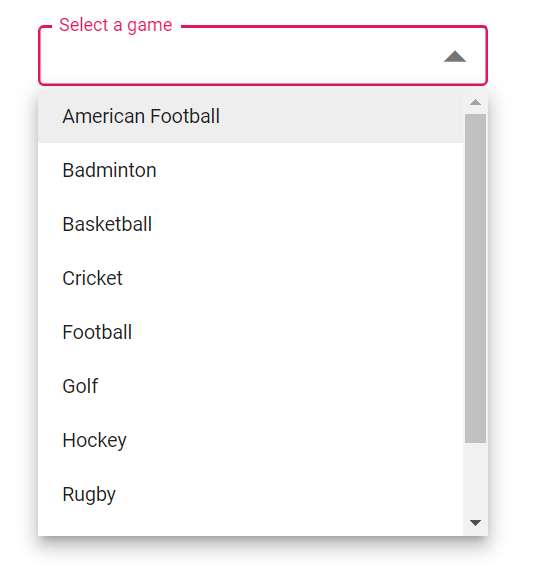 Select a game
American Football
Badminton
Basketball
Cricket
Football
Golf
Hockey
Rugby